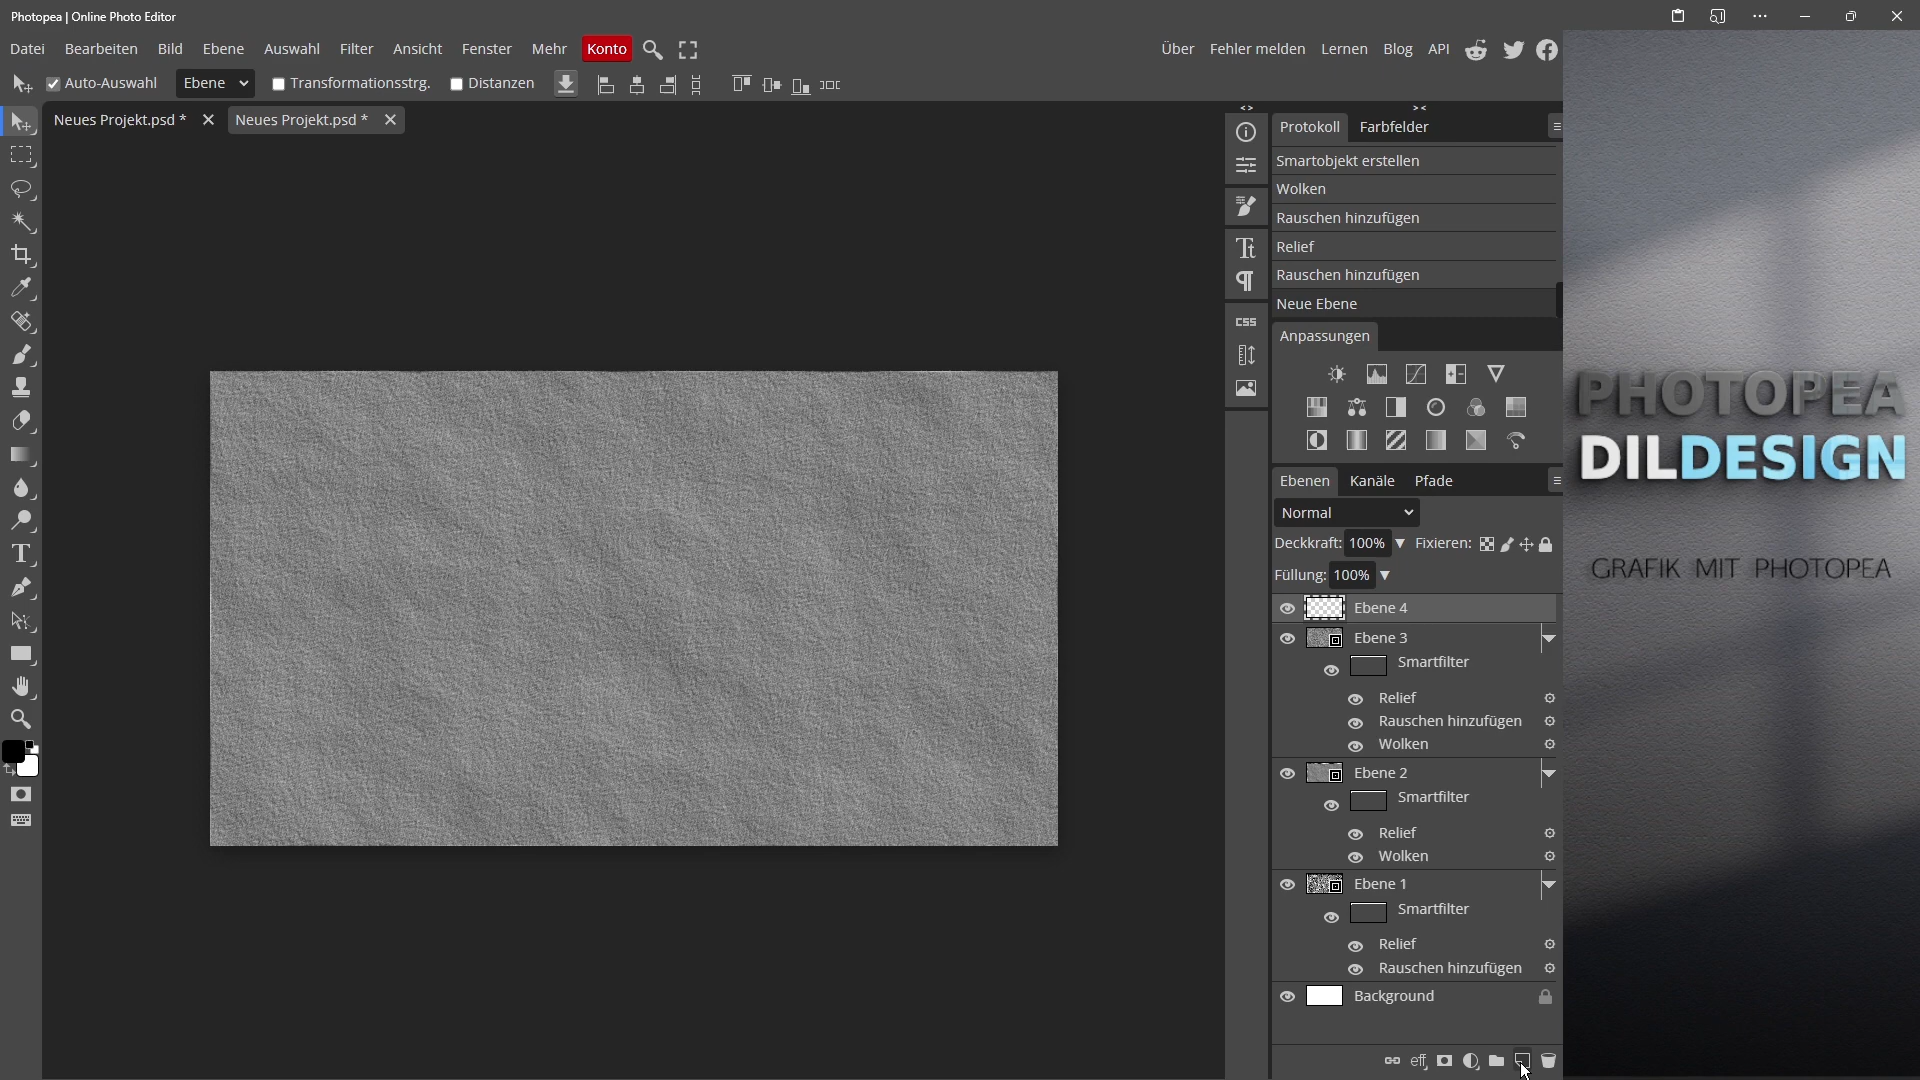 Photopea | Online Photo Editor
Datei Bearbeiten Bild Ebene Auswahl Filter Ansicht Fenster Mehr Konto
Über Fehler melden Lernen Blog API
Auto-Auswahl Ebene Transformationsstrg. Distanzen
Neues Projekt.psd * Neues Projekt.psd *
Protokoll Farbfelder
Smartobjekt erstellen
Wolken
Rauschen hinzufügen
Relief
Rauschen hinzufügen
Neue Ebene
CSS
Anpassungen
Ebenen Kanäle Pfade
Normal
Deckkraft: 100% Fixieren:
Füllung: 100%
Ebene 4
Ebene 3
Smartfilter
Relief
Rauschen hinzufügen
Wolken
Ebene 2
Smartfilter
Relief
Wolken
Ebene 1
Smartfilter
Relief
Rauschen hinzufügen
Background
eff
PHOTOPEA
DILDESIGN
GRAFIK MIT PHOTOPEA